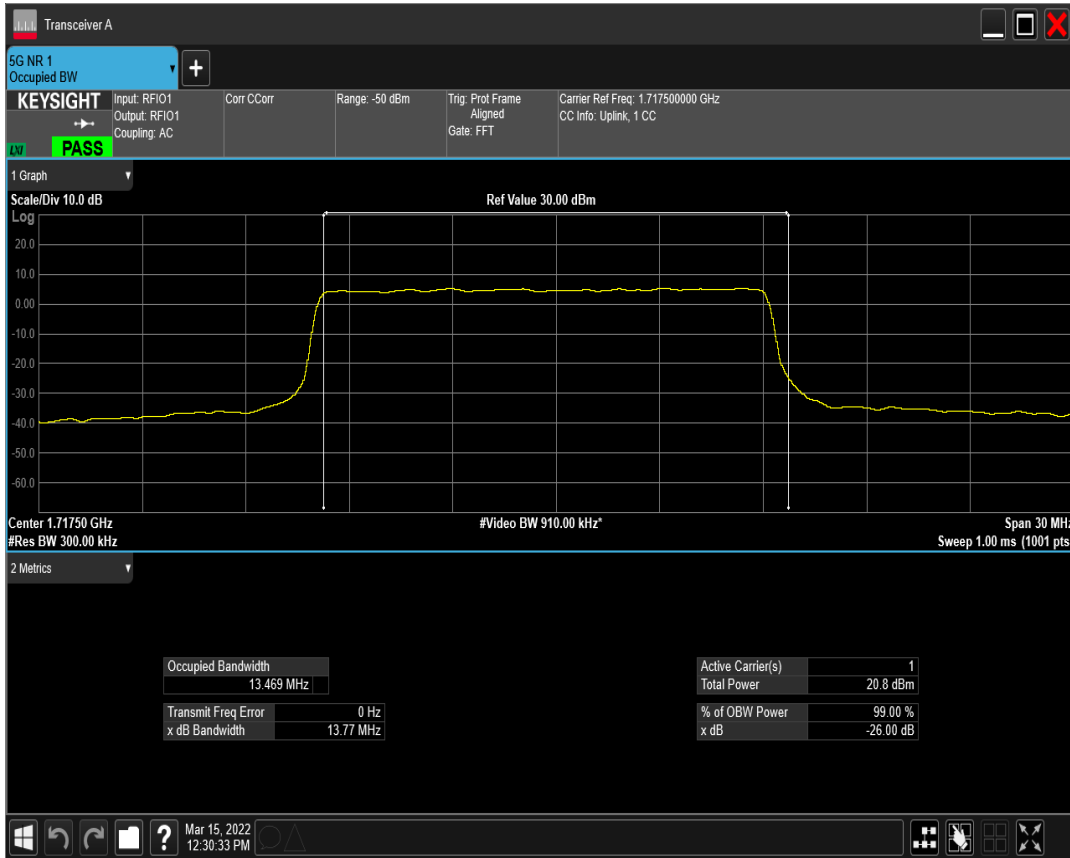 Transceiver A
5G NR 1
Occupied BW
KEYSIGHT
LXI
PASS
Input: RFIO1
Output: RFIO1
Coupling: AC
Corr CCorr
Range: -50 dBm
Trig: Prot Frame
Aligned
Gate: FFT
Carrier Ref Freq: 1.717500000 GHz
CC Info: Uplink, 1 CC
1 Graph
Scale/Div 10.0 dB
Ref Value 30.00 dBm
Log
20.0
10.0
0.00
-10.0
-20.0
-30.0
-40.0
-50.0
-60.0
Center 1.71750 GHz
#Video BW 910.00 kHz*
Span 30 MHz
#Res BW 300.00 kHz
Sweep 1.00 ms (1001 pts
2 Metrics
Occupied Bandwidth
13.469 MHz
Transmit Freq Error 0 Hz
x dB Bandwidth 13.77 MHz
Active Carrier(s) 1
Total Power 20.8 dBm
% of OBW Power 99.00 %
x dB -26.00 dB
?
Mar 15, 2022
12:30:33 PM